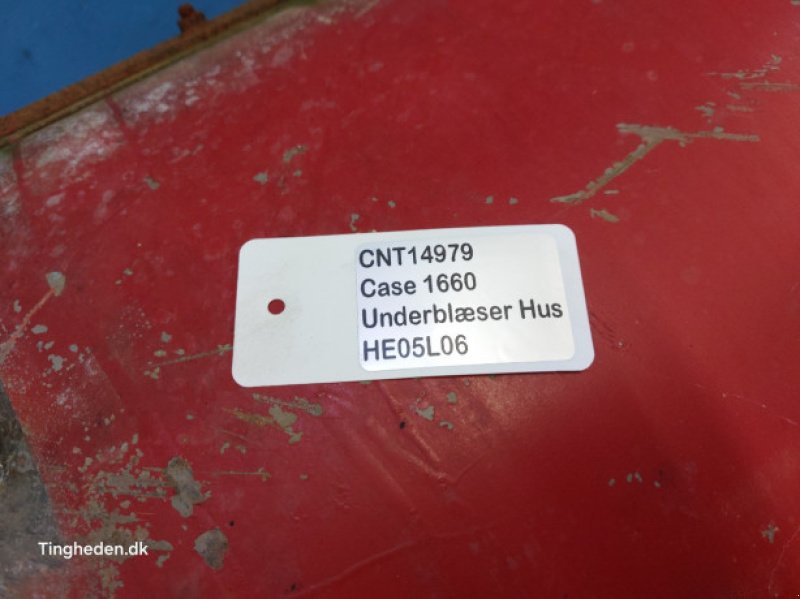 CNT14979
Case 1660
Underblæser Hus
HE05L06
Tingheden.dk